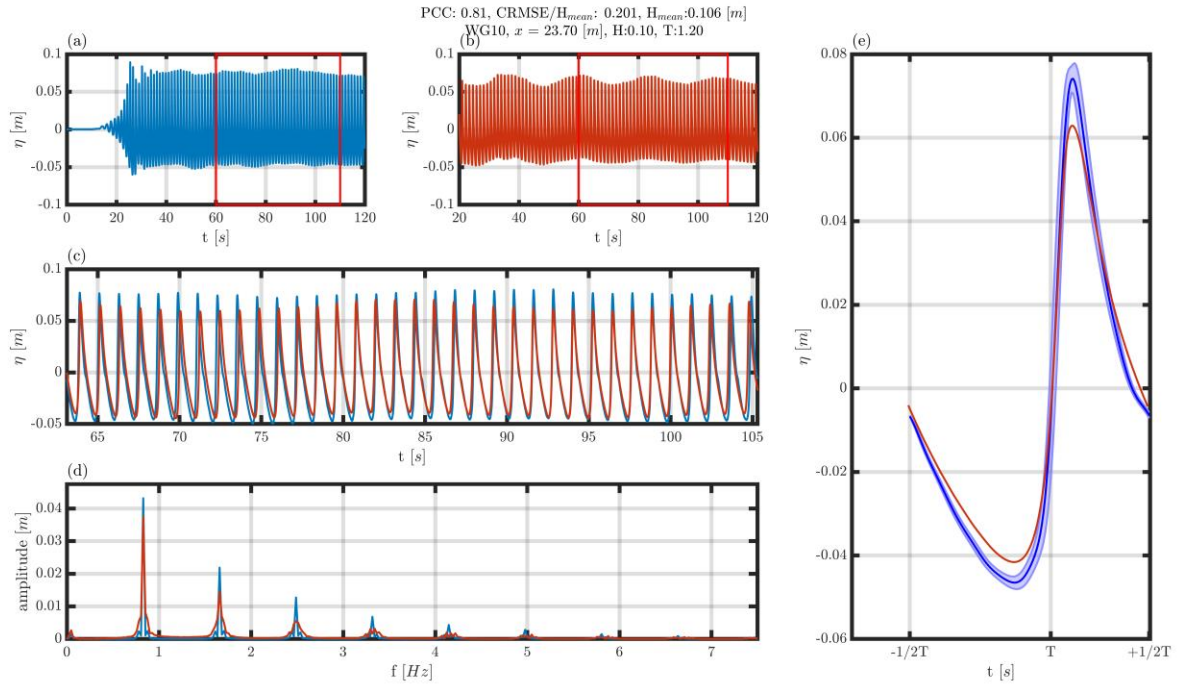 PCC: 0.81, CRMSE/H_mean: 0.201, H_mean:0.106 [m]
WG10, x = 23.70 [m], H:0.10, T:1.20
(a)
0.1
0.05
0
-0.05
-0.1
η [m]
0 20 40 60 80 100 120
t [s]
(b)
0.1
0.05
0
-0.05
-0.1
η [m]
20 40 60 80 100 120
t [s]
(c)
0.1
0.05
0
-0.05
η [m]
65 70 75 80 85 90 95 100 105
t [s]
(d)
0.04
0.03
0.02
0.01
0
amplitude [m]
0 1 2 3 4 5 6 7
f [Hz]
(e)
0.08
0.06
0.04
0.02
0
-0.02
-0.04
-0.06
η [m]
-1/2T T +1/2T
t [s]